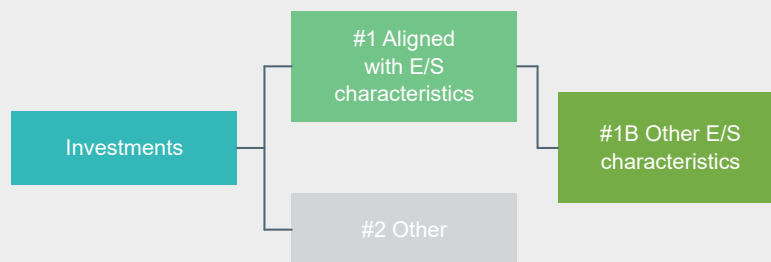 #1 Aligned
with E/S
characteristics
Investments
#1B Other E/S
characteristics
#2 Other